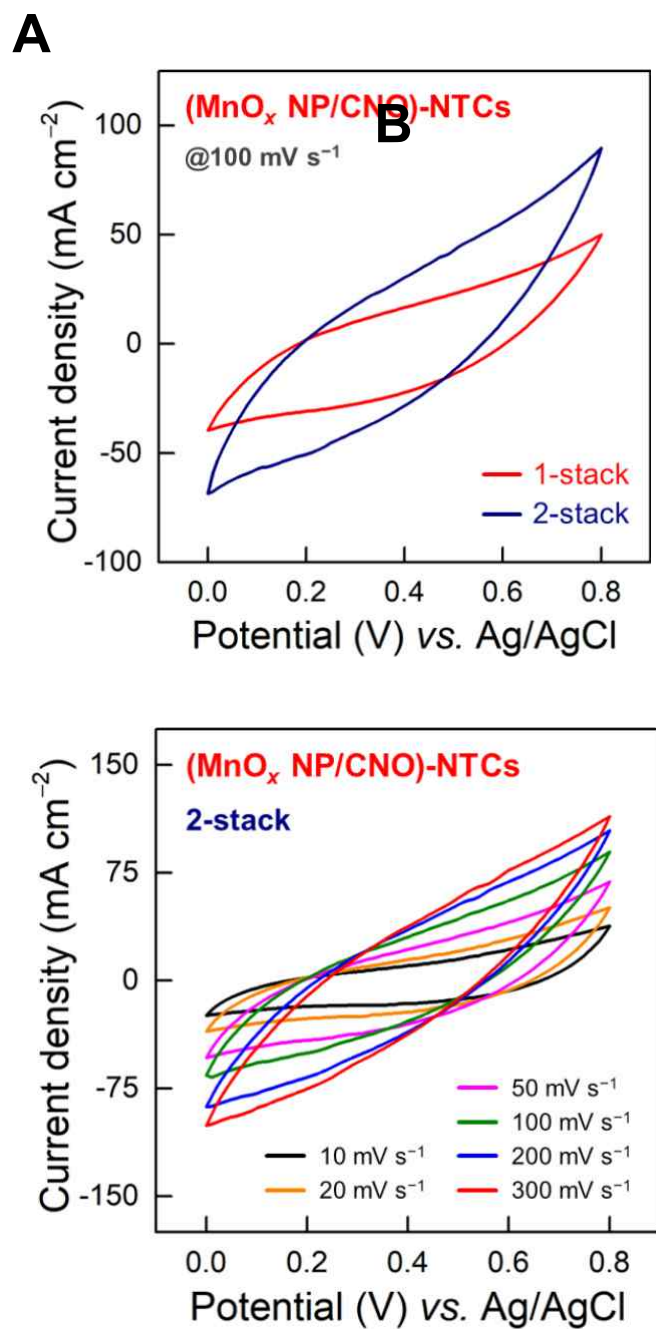 A
(MnOₓ NP/CNO)-NTCs
B
@100 mV s⁻¹
100
50
0
-50
-100
Current density (mA cm⁻²)
1-stack
2-stack
0.0 0.2 0.4 0.6 0.8
Potential (V) vs. Ag/AgCl
(MnOₓ NP/CNO)-NTCs
2-stack
150
75
0
-75
-150
Current density (mA cm⁻²)
50 mV s⁻¹
100 mV s⁻¹
10 mV s⁻¹ 200 mV s⁻¹
20 mV s⁻¹ 300 mV s⁻¹
0.0 0.2 0.4 0.6 0.8
Potential (V) vs. Ag/AgCl